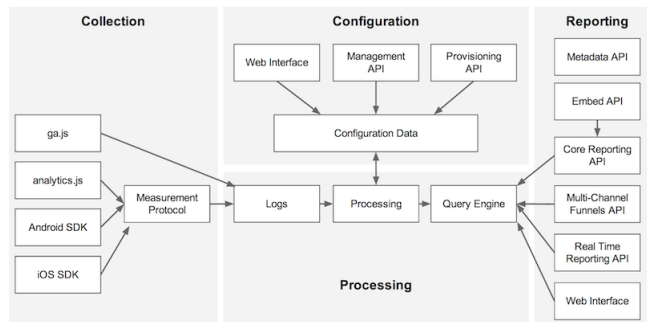 Collection
Configuration
Reporting
ga.js
analytics.js
Android SDK
iOS SDK
Measurement
Protocol
Web Interface
Management
API
Provisioning
API
Configuration Data
Logs
Processing
Query Engine
Processing
Metadata API
Embed API
Core Reporting
API
Multi-Channel
Funnels API
Real Time
Reporting API
Web Interface